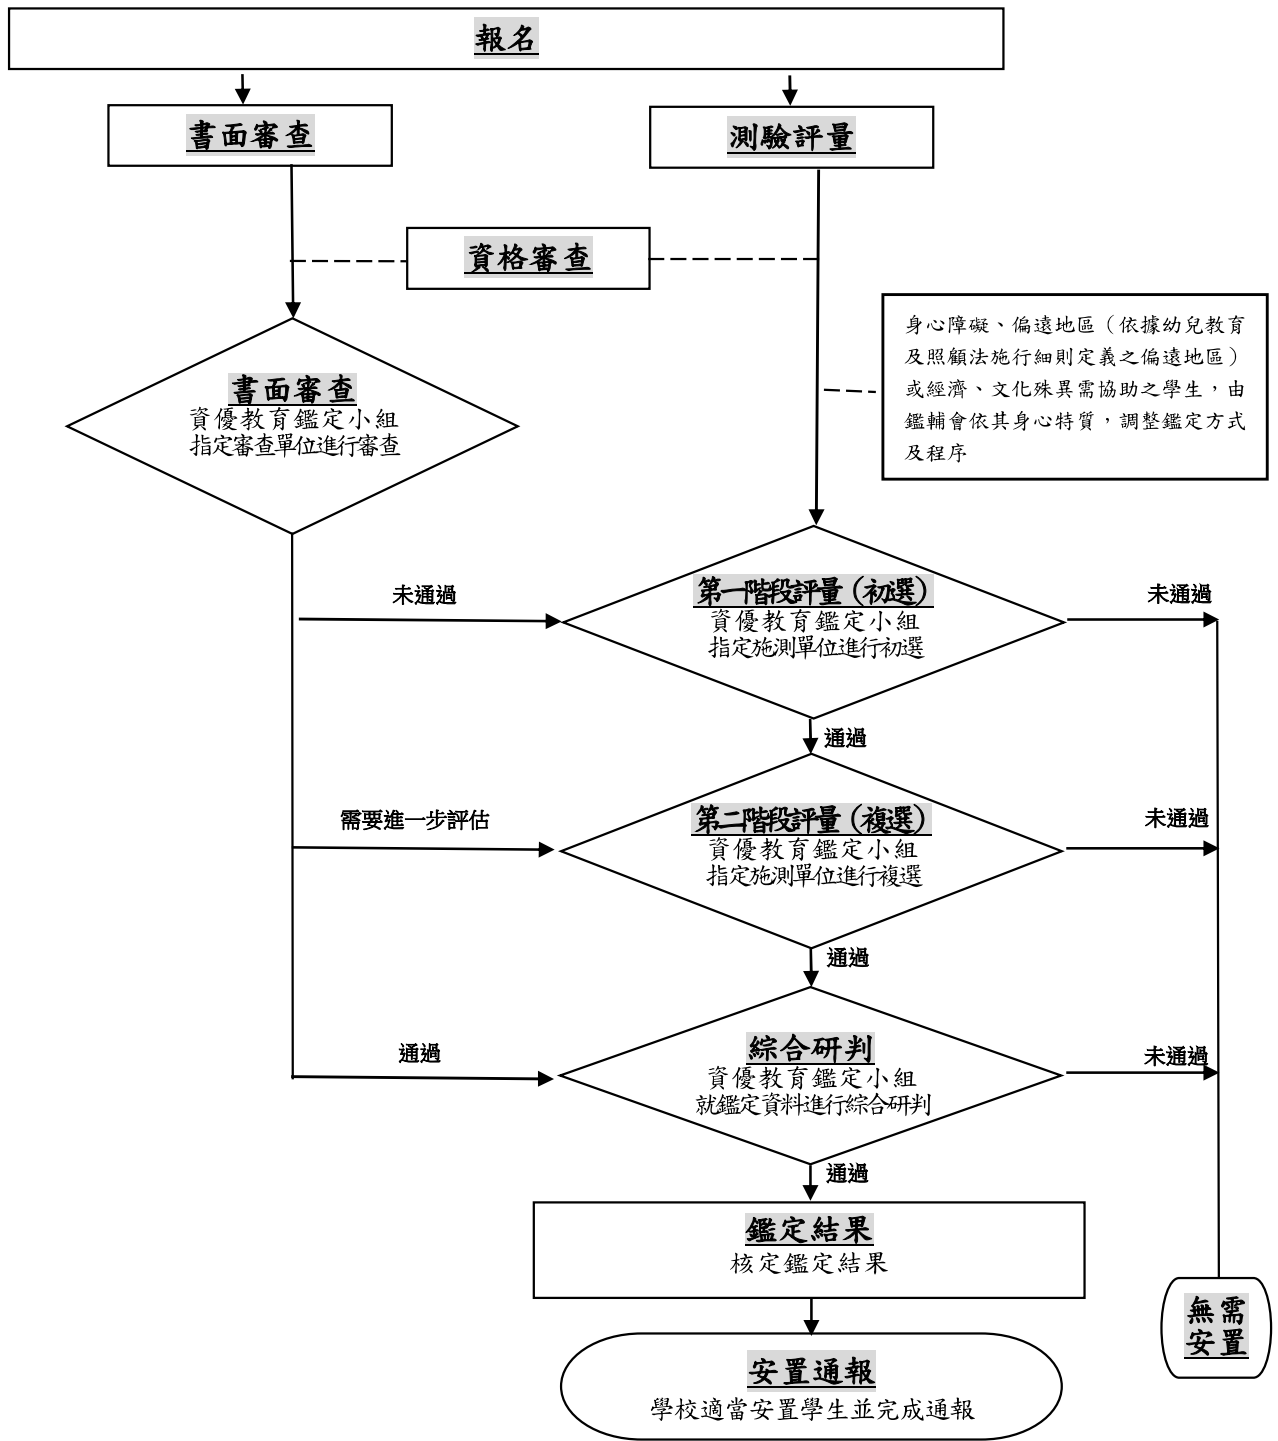 報名
書面審查
測驗評量
資格審查
身心障礙、偏遠地區（依據幼兒教育
及照顧法施行細則定義之偏遠地區）
或經濟、文化殊異需協助之學生，由
鑑輔會依其身心特質，調整鑑定方式
及程序
書面審查
資優教育鑑定小組
指定審查單位進行審查
未通過
第一階段評量（初選）
資優教育鑑定小組
指定施測單位進行初選
未通過
通過
需要進一步評估
第二階段評量（複選）
資優教育鑑定小組
指定施測單位進行複選
未通過
通過
通過
綜合研判
資優教育鑑定小組
就鑑定資料進行綜合研判
未通過
通過
鑑定結果
核定鑑定結果
無需
安置
安置通報
學校適當安置學生並完成通報